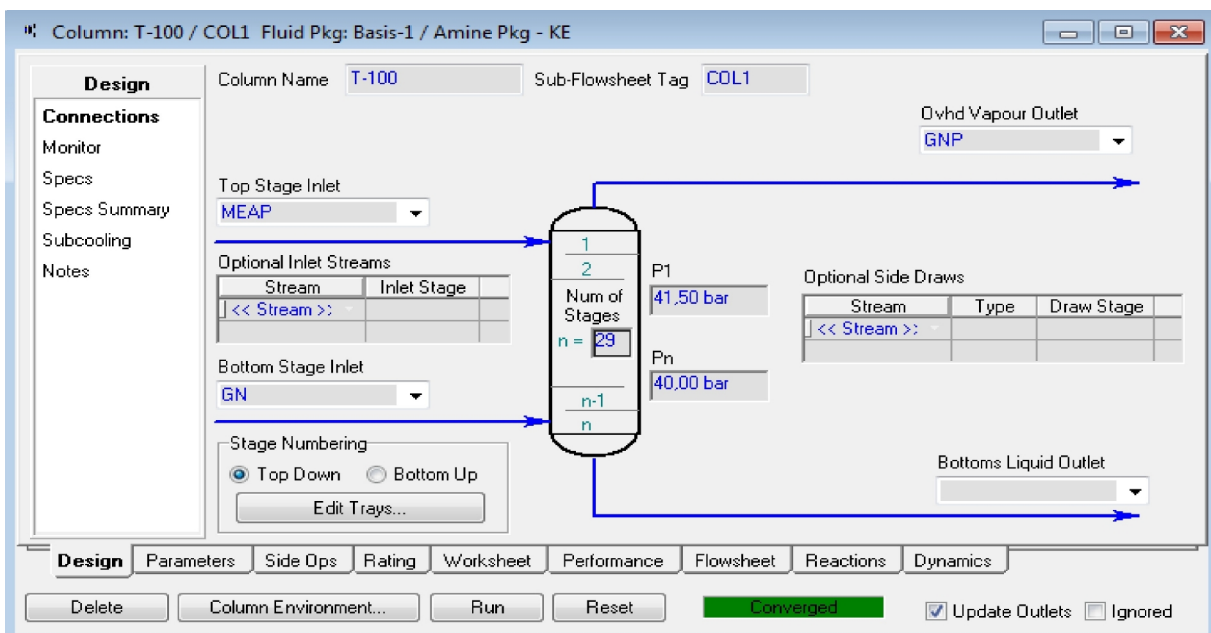 Column: T-100 / COL1 Fluid Pkg: Basis-1 / Amine Pkg - KE
Design
Connections
Monitor
Specs
Specs Summary
Subcooling
Notes
Column Name T-100 Sub-Flowsheet Tag COL1
Ovhd Vapour Outlet
GNP
Top Stage Inlet
MEAP
Optional Inlet Streams
Stream Inlet Stage
<< Stream >>
Bottom Stage Inlet
GN
Stage Numbering
Top Down Bottom Up
Edit Trays...
1
2
Num of
Stages
n = 29
n-1
n
P1
41,50 bar
Pn
40,00 bar
Optional Side Draws
Stream Type Draw Stage
<< Stream >>
Bottoms Liquid Outlet
Design Parameters Side Ops Rating Worksheet Performance Flowsheet Reactions Dynamics
Delete Column Environment... Run Reset Converged Update Outlets Ignored